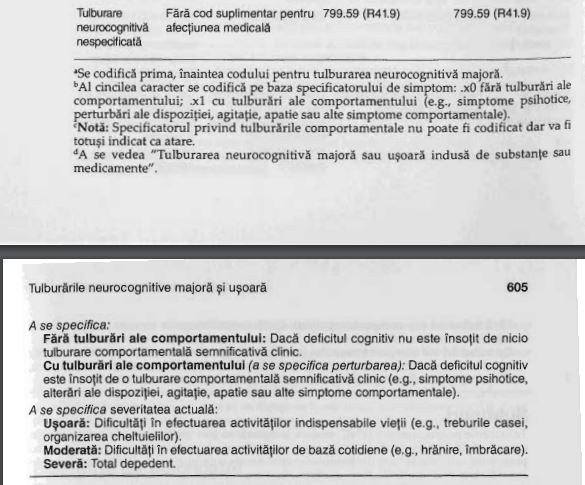 Tulburare Fără cod suplimentar pentru 799.59 (R41.9) 799.59 (R41.9)
neurocognitivă afecțiunea medicală
nespecificată
ᵃSe codifică prima, înaintea codului pentru tulburarea neurocognitivă majoră.
ᵇAl cincilea caracter se codifică pe baza specificatorului de simptom: .x0 fără tulburări ale
comportamentului; .x1 cu tulburări ale comportamentului (e.g., simptome psihotice,
perturbări ale dispoziției, agitație, apatie sau alte simptome comportamentale).
ᶜNotă: Specificatorul privind tulburările comportamentale nu poate fi codificat dar va fi
totuși indicat ca atare.
ᵈA se vedea "Tulburarea neurocognitivă majoră sau ușoară indusă de substanțe sau
medicamente".
Tulburările neurocognitive majoră și ușoară 605
A se specifica:
Fără tulburări ale comportamentului: Dacă deficitul cognitiv nu este însoțit de nicio
tulburare comportamentală semnificativă clinic.
Cu tulburări ale comportamentului (a se specifica perturbarea): Dacă deficitul cognitiv
este însoțit de o tulburare comportamentală semnificativă clinic (e.g., simptome psihotice,
alterări ale dispoziției, agitație, apatie sau alte simptome comportamentale).
A se specifica severitatea actuală:
Ușoară: Dificultăți în efectuarea activităților indispensabile vieții (e.g., treburile casei,
organizarea cheltuielilor).
Moderată: Dificultăți în efectuarea activităților de bază cotidiene (e.g., hrănire, îmbrăcare).
Severă: Total depedent.